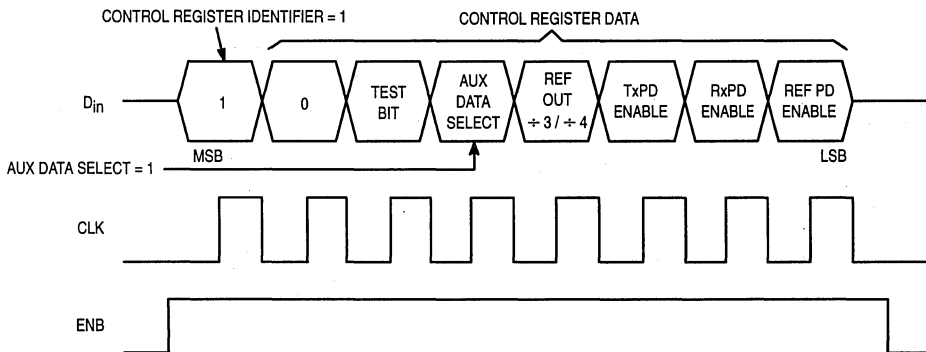 CONTROL REGISTER IDENTIFIER = 1
CONTROL REGISTER DATA
Din
1
0
TEST
BIT
AUX
DATA
SELECT
REF
OUT
÷ 3 / ÷ 4
TxPD
ENABLE
RxPD
ENABLE
REF PD
ENABLE
MSB
LSB
AUX DATA SELECT = 1
CLK
ENB